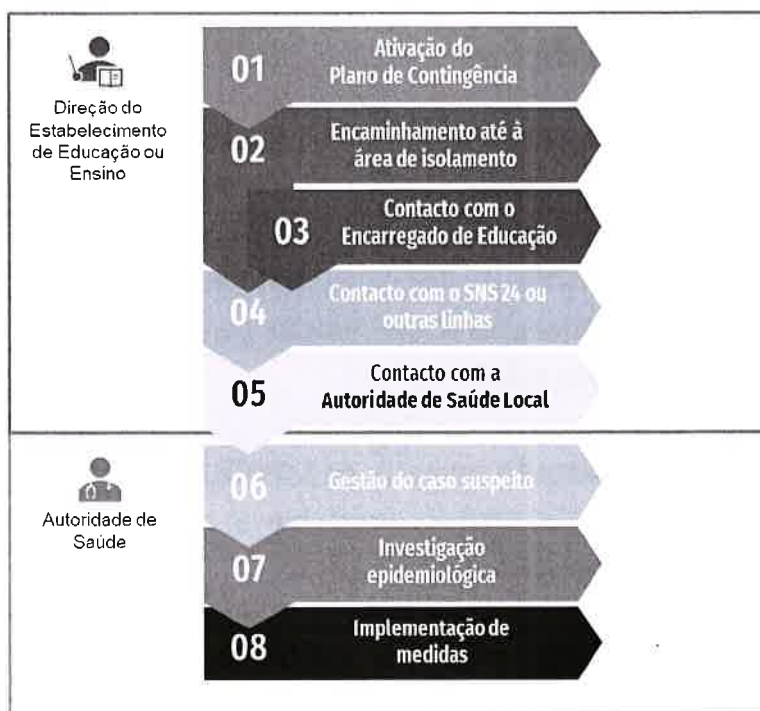 Direção do
Estabelecimento
de Educação ou
Ensino
01
Ativação do
Plano de Contingência
02
Encaminhamento até à
área de isolamento
03
Contacto com o
Encarregado de Educação
04
Contacto com o SNS 24 ou
outras linhas
05
Contacto com a
Autoridade de Saúde Local
Autoridade de
Saúde
06
Gestão do caso suspeito
07
Investigação
epidemiológica
08
Implementação de
medidas